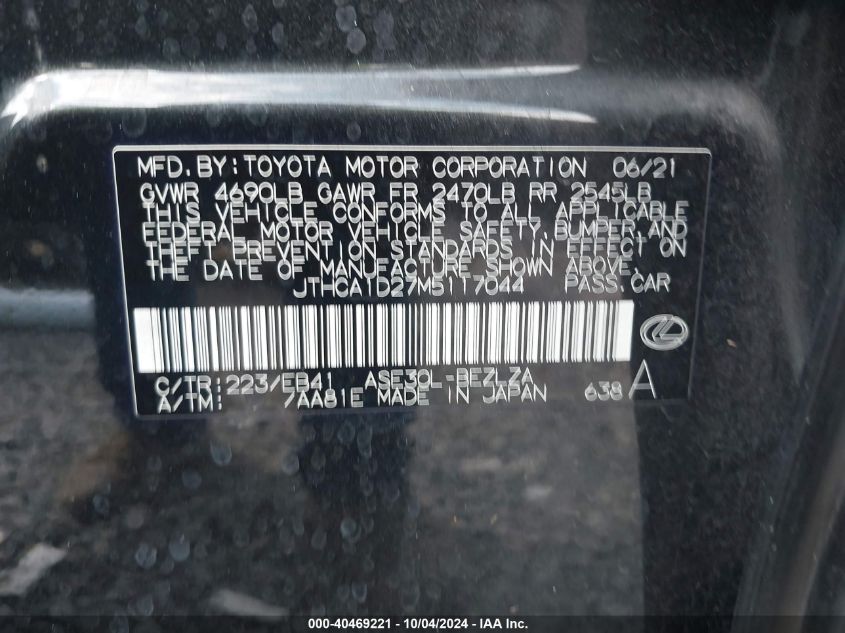 MFD. BY: TOYOTA MOTOR CORPORATION 06/21
GVWR 4690LB GAWR FR 2470LB RR 2545LB
THIS VEHICLE CONFORMS TO ALL APPLICABLE
FEDERAL MOTOR VEHICLE SAFETY, BUMPER, AND
THEFT PREVENTION STANDARDS IN EFFECT ON
THE DATE OF MANUFACTURE SHOWN ABOVE.
JTHCA1D27M5117044 PASS. CAR
C/TR: 223/EB41 ASE30L-BEZLZA
A/TM: 7AA81E MADE IN JAPAN 638 A
000-40469221 - 10/04/2024 - IAA Inc.